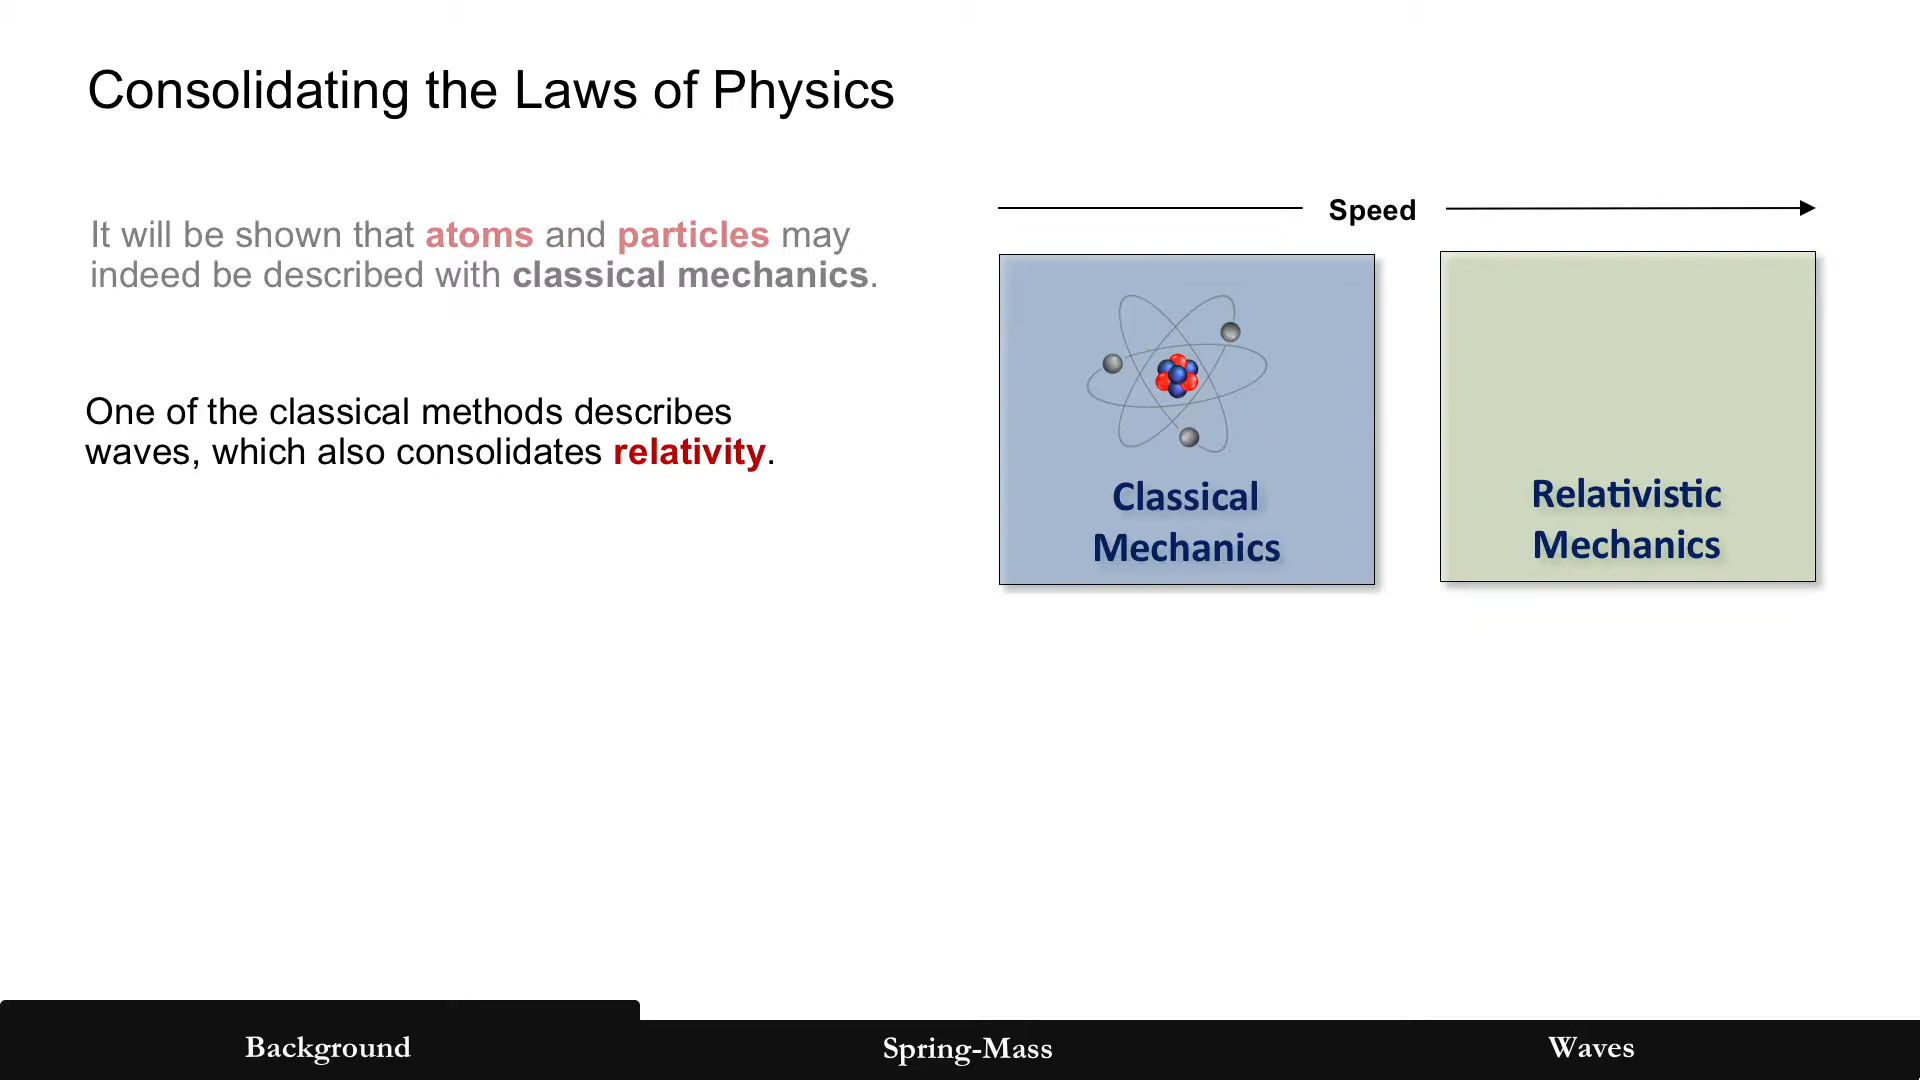 Consolidating the Laws of Physics
It will be shown that atoms and particles may
indeed be described with classical mechanics.
One of the classical methods describes
waves, which also consolidates relativity.
Speed
Classical
Mechanics
Relativistic
Mechanics
Background
Spring-Mass
Waves